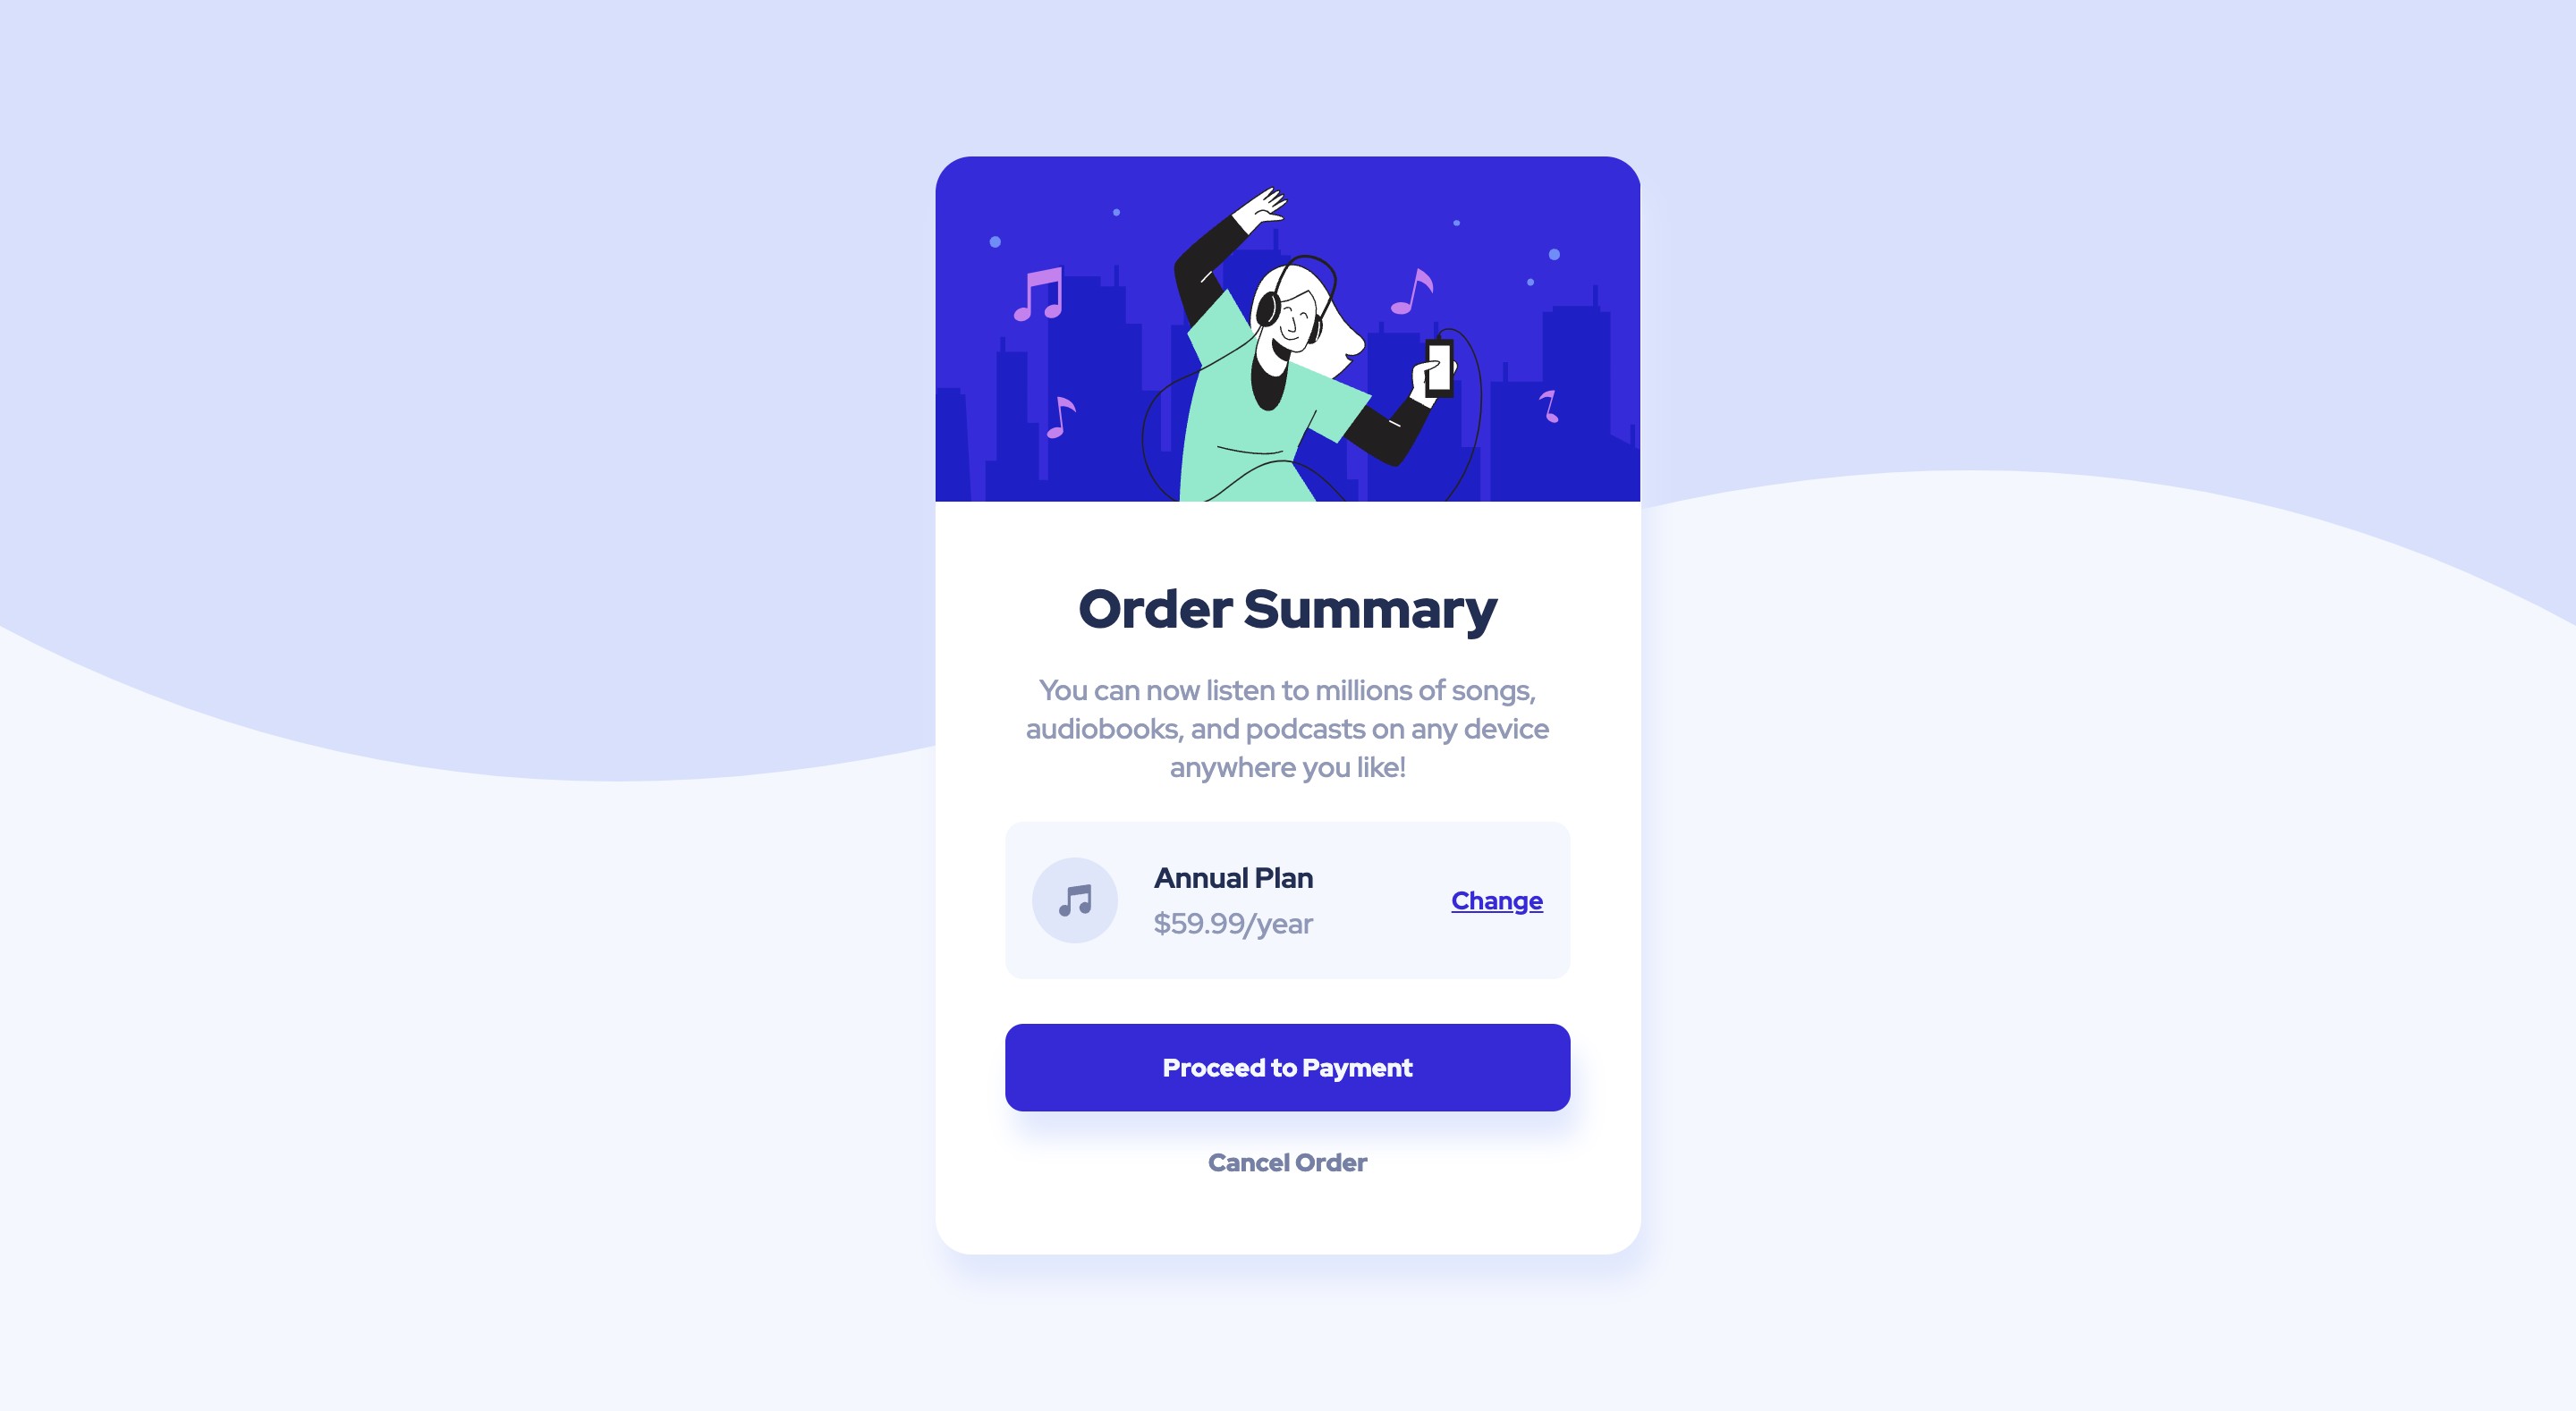 Order Summary
You can now listen to millions of songs,
audiobooks, and podcasts on any device
anywhere you like!
Annual Plan
$59.99/year
Change
Proceed to Payment
Cancel Order